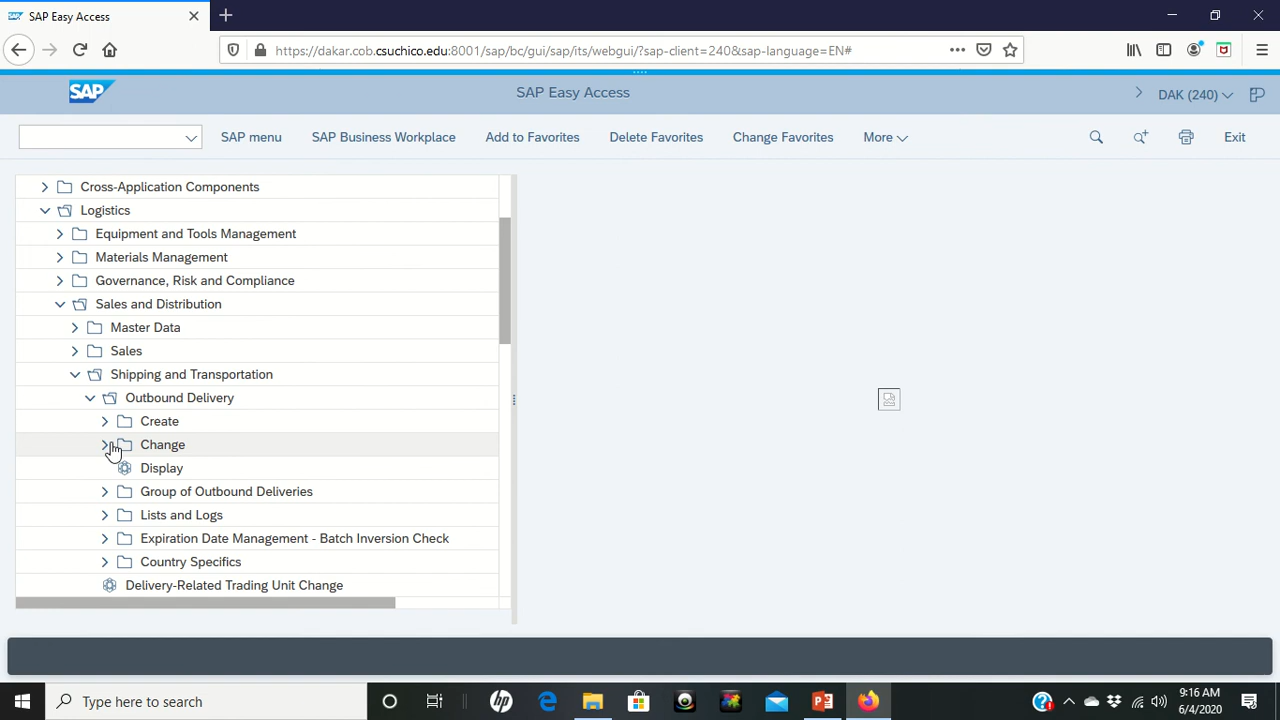 SAP Easy Access
https://dakar.cob.csuchico.edu:8001/sap/bc/gui/sap/its/webgui/?sap-client=240&sap-language=EN#
SAP
SAP Easy Access
DAK (240)
SAP menu
SAP Business Workplace
Add to Favorites
Delete Favorites
Change Favorites
More
Exit
Cross-Application Components
Logistics
Equipment and Tools Management
Materials Management
Governance, Risk and Compliance
Sales and Distribution
Master Data
Sales
Shipping and Transportation
Outbound Delivery
Create
Change
Display
Group of Outbound Deliveries
Lists and Logs
Expiration Date Management - Batch Inversion Check
Country Specifics
Delivery-Related Trading Unit Change
Type here to search
9:16 AM
6/4/2020